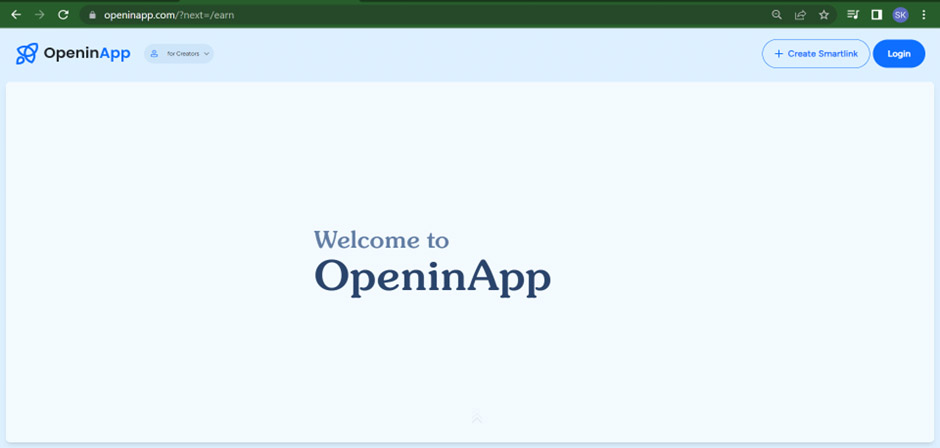 openinapp.com/?next=/earn
SK
OpeninApp
for Creators
+ Create Smartlink
Login
Welcome to
OpeninApp